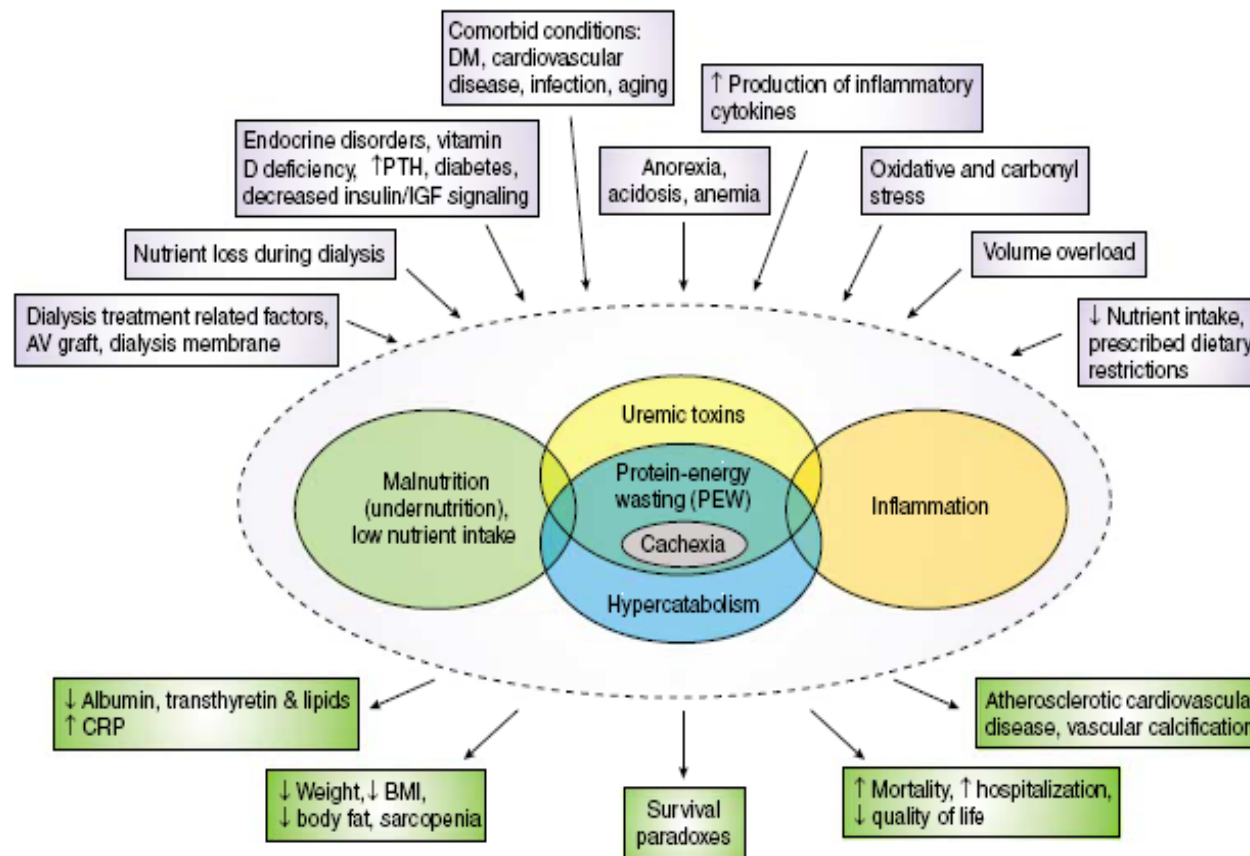 Comorbid conditions:
DM, cardiovascular
disease, infection, aging
↑ Production of inflammatory
cytokines
Endocrine disorders, vitamin
D deficiency, ↑PTH, diabetes,
decreased insulin/IGF signaling
Anorexia,
acidosis, anemia
Oxidative and carbonyl
stress
Nutrient loss during dialysis
Volume overload
Dialysis treatment related factors,
AV graft, dialysis membrane
↓ Nutrient intake,
prescribed dietary
restrictions
Uremic toxins
Malnutrition
(undernutrition),
low nutrient intake
Protein-energy
wasting (PEW)
Cachexia
Inflammation
Hypercatabolism
↓ Albumin, transthyretin & lipids
↑ CRP
Atherosclerotic cardiovascular
disease, vascular calcification
↓ Weight, ↓ BMI,
↓ body fat, sarcopenia
Survival
paradoxes
↑ Mortality, ↑ hospitalization,
↓ quality of life